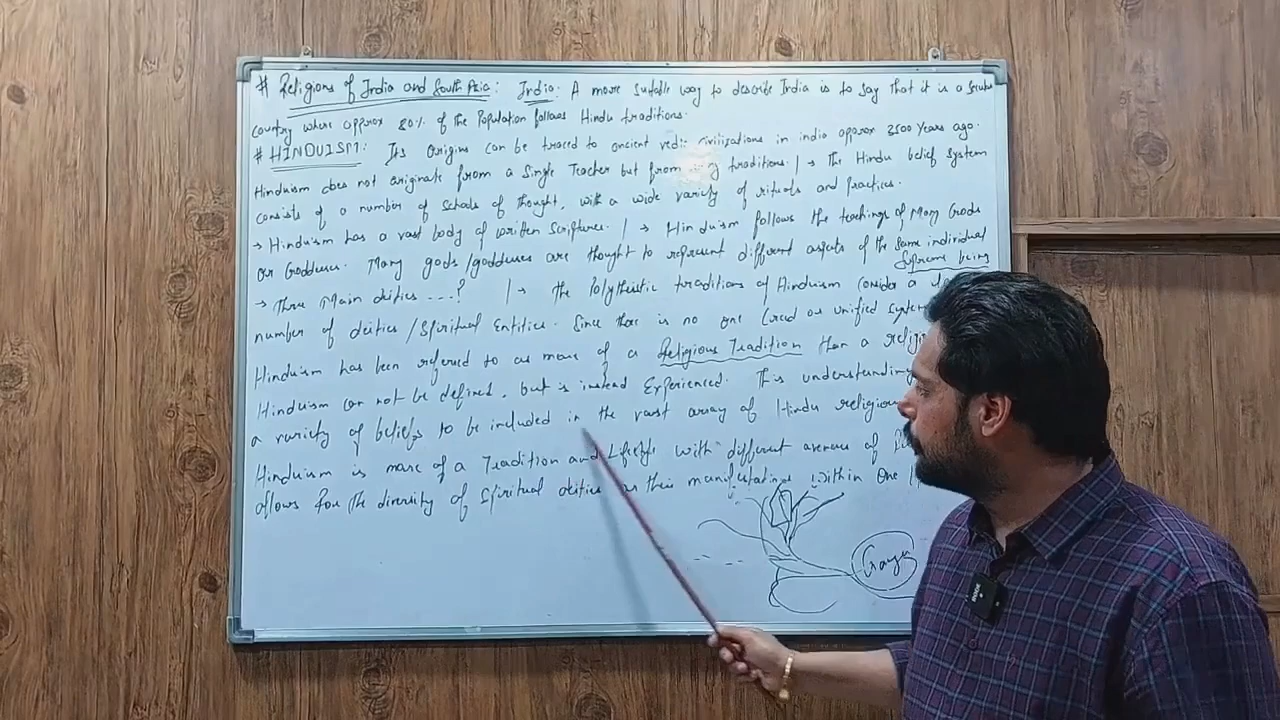 # Religions of India and South Asia: India: A more suitable way to describe India is to say that it is a secular
country where approx 80% of the Population follows Hindu traditions.
# HINDUISM: Its origins can be traced to ancient vedic civilisations in india approx 3500 years ago.
Hinduism does not originate from a Single Teacher but from many traditions. / → The Hindu belief system
consists of a number of schools of thought, with a wide variety of rituals and Practices.
→ Hinduism has a vast body of written Scriptures. / → Hinduism follows the teachings of Many Gods
or Goddesses. Many gods/goddesses are thought to represent different aspects of the same individual
Supreme being
→ Three Main deities ...? / → The Polytheistic traditions of Hinduism consider a
number of deities/Spiritual Entities. Since there is no one Creed or unified system
Hinduism has been referred to as more of a Religious Tradition than a
Hinduism can not be defined, but is instead Experienced. This understanding
a variety of beliefs to be included in the vast array of Hindu religious
Hinduism is more of a Tradition and Lifestyle with different avenues of
allows for the diversity of Spiritual deities their manifestations within One